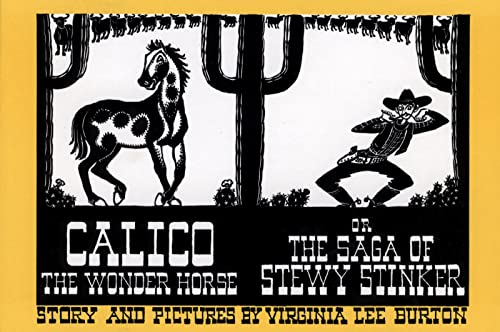 CALICO
THE WONDER HORSE
OR
THE SAGA OF
STEWY STINKER
STORY AND PICTURES BY VIRGINIA LEE BURTON